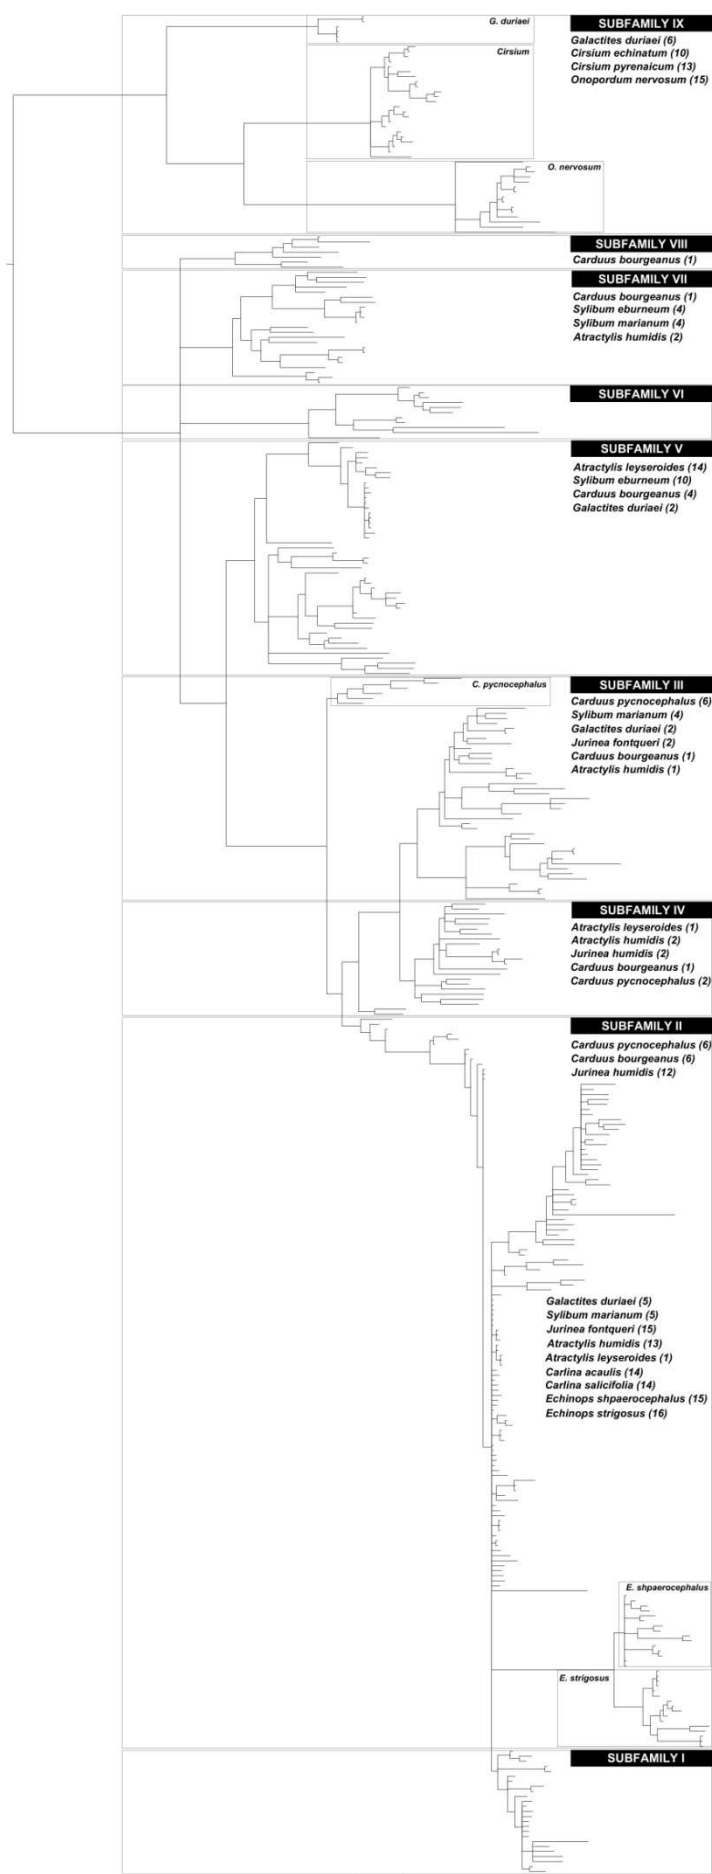 G. duriaei
SUBFAMILY IX
Galactites duriaei (6)
Cirsium echinatum (10)
Cirsium pyrenaicum (13)
Onopordum nervosum (15)
Cirsium
O. nervosum
SUBFAMILY VIII
Carduus bourgeanus (1)
SUBFAMILY VII
Carduus bourgeanus (1)
Sylibum eburneum (4)
Sylibum marianum (4)
Atractylis humidis (2)
SUBFAMILY VI
SUBFAMILY V
Atractylis leyseroides (14)
Sylibum eburneum (10)
Carduus bourgeanus (4)
Galactites duriaei (2)
C. pycnocephalus
SUBFAMILY III
Carduus pycnocephalus (6)
Sylibum marianum (4)
Galactites duriaei (2)
Jurinea fontqueri (2)
Carduus bourgeanus (1)
Atractylis humidis (1)
SUBFAMILY IV
Atractylis leyseroides (1)
Atractylis humidis (2)
Jurinea humidis (2)
Carduus bourgeanus (1)
Carduus pycnocephalus (2)
SUBFAMILY II
Carduus pycnocephalus (6)
Carduus bourgeanus (6)
Jurinea humidis (12)
Galactites duriaei (5)
Sylibum marianum (5)
Jurinea fontqueri (15)
Atractylis humidis (13)
Atractylis leyseroides (1)
Carlina acaulis (14)
Carlina salicifolia (14)
Echinops shpaerocephalus (15)
Echinops strigosus (16)
E. shpaerocephalus
E. strigosus
SUBFAMILY I